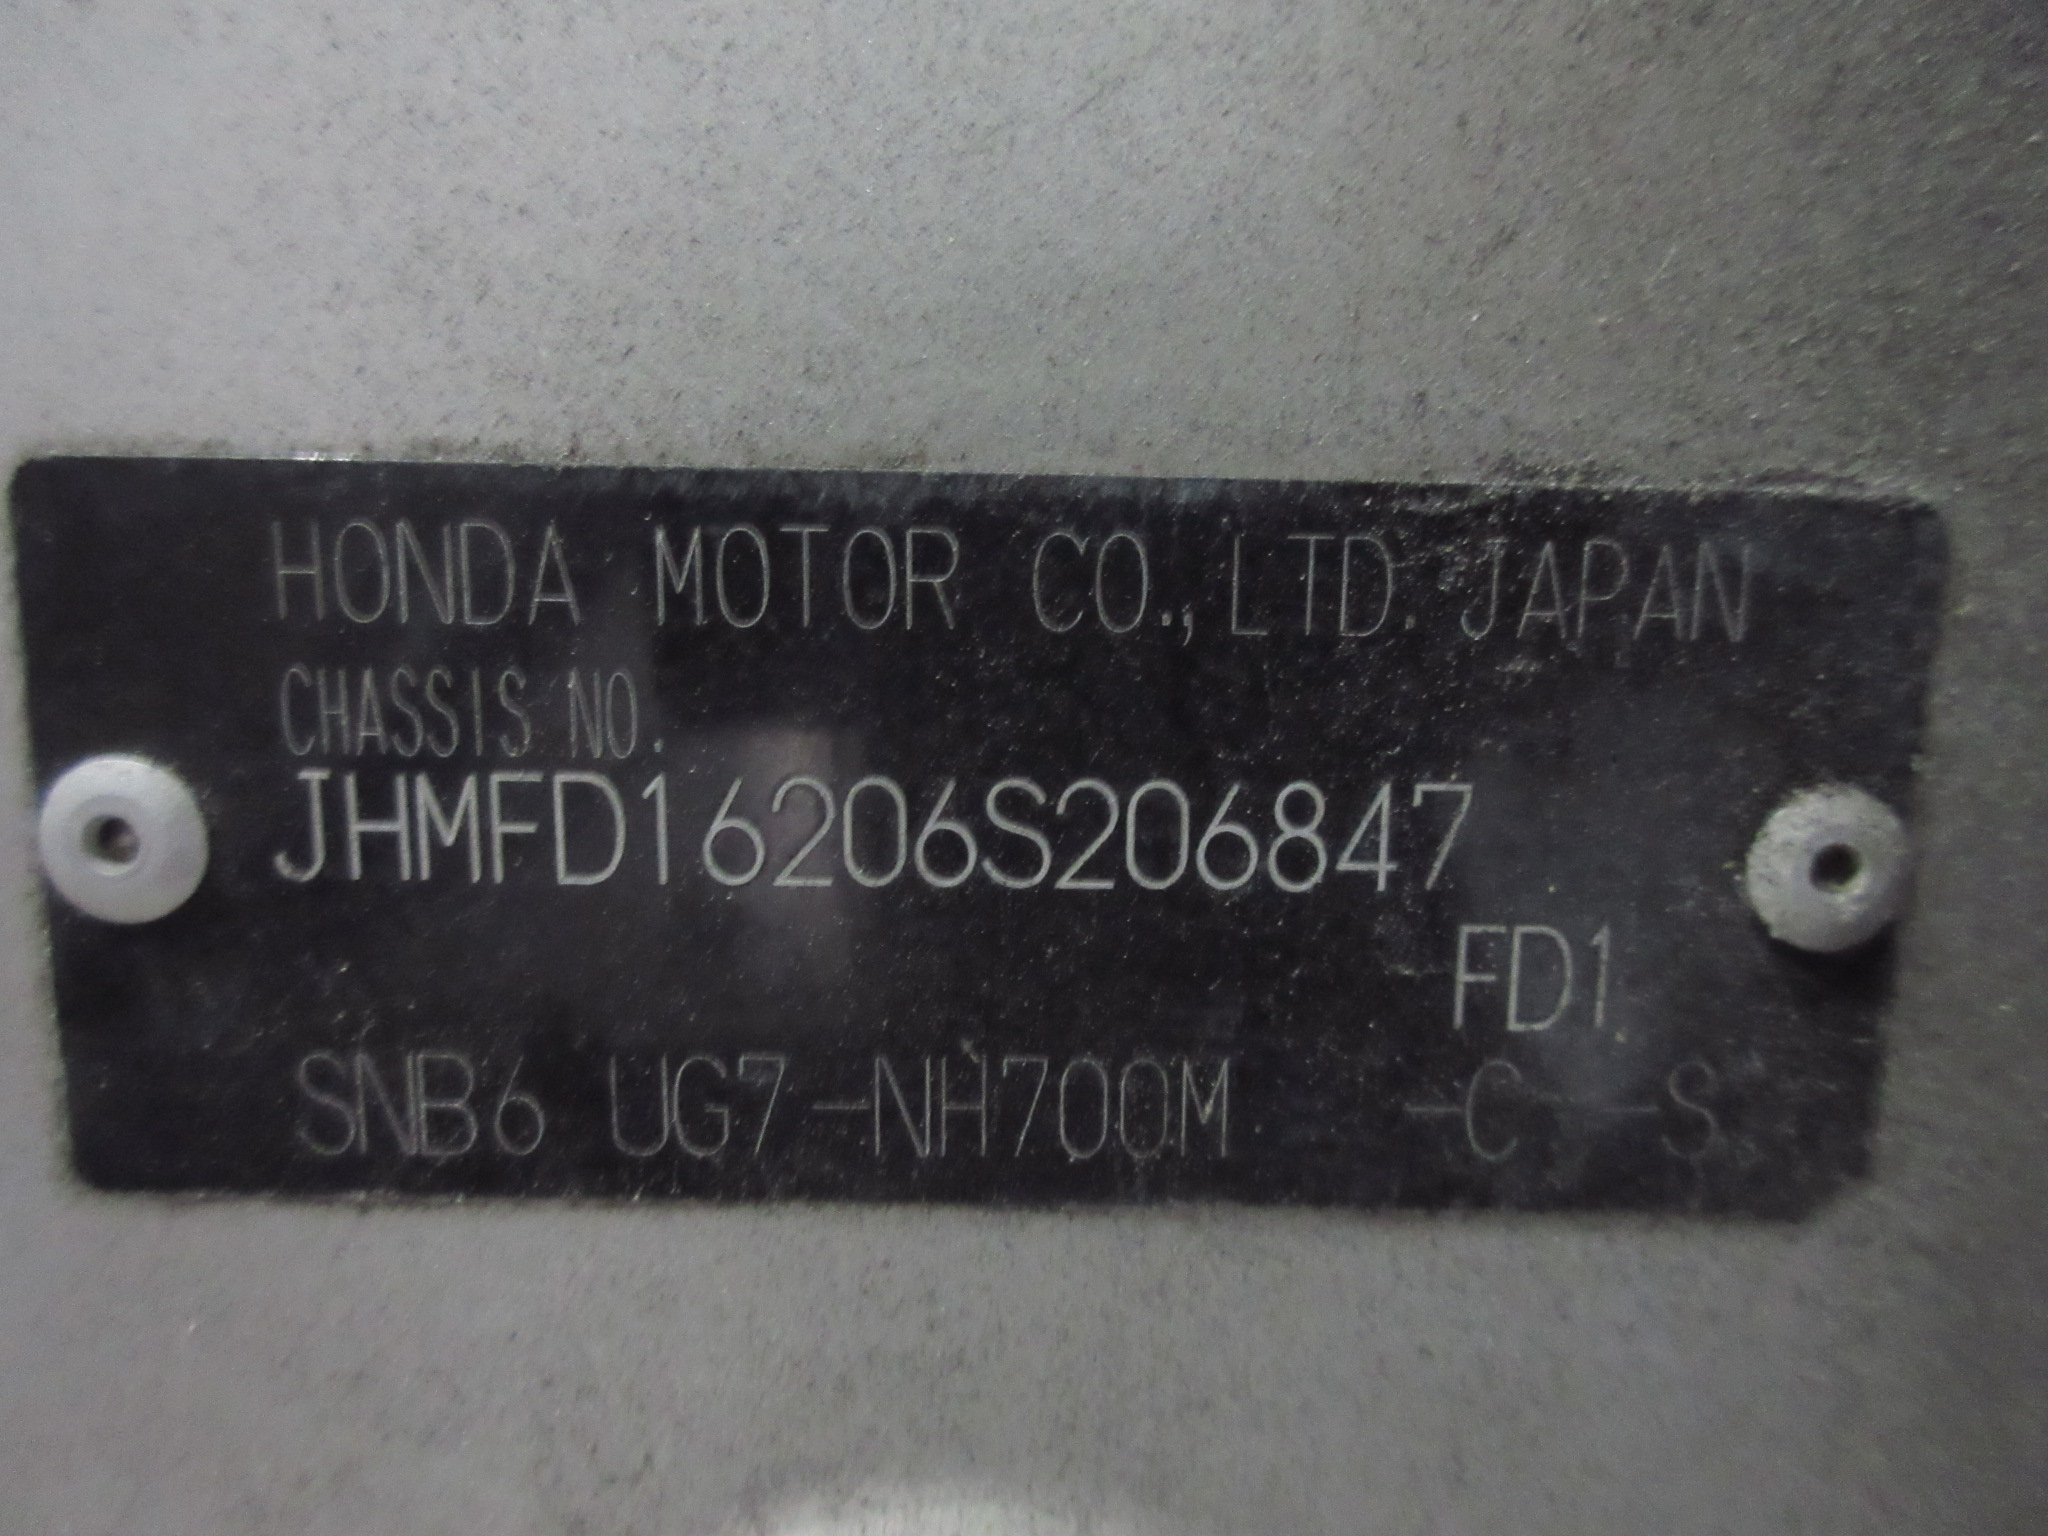 HONDA MOTOR CO., LTD. JAPAN
CHASSIS NO.
JHMFD16206S206847
FD1
SNB6 UG7-NH700M -C -S